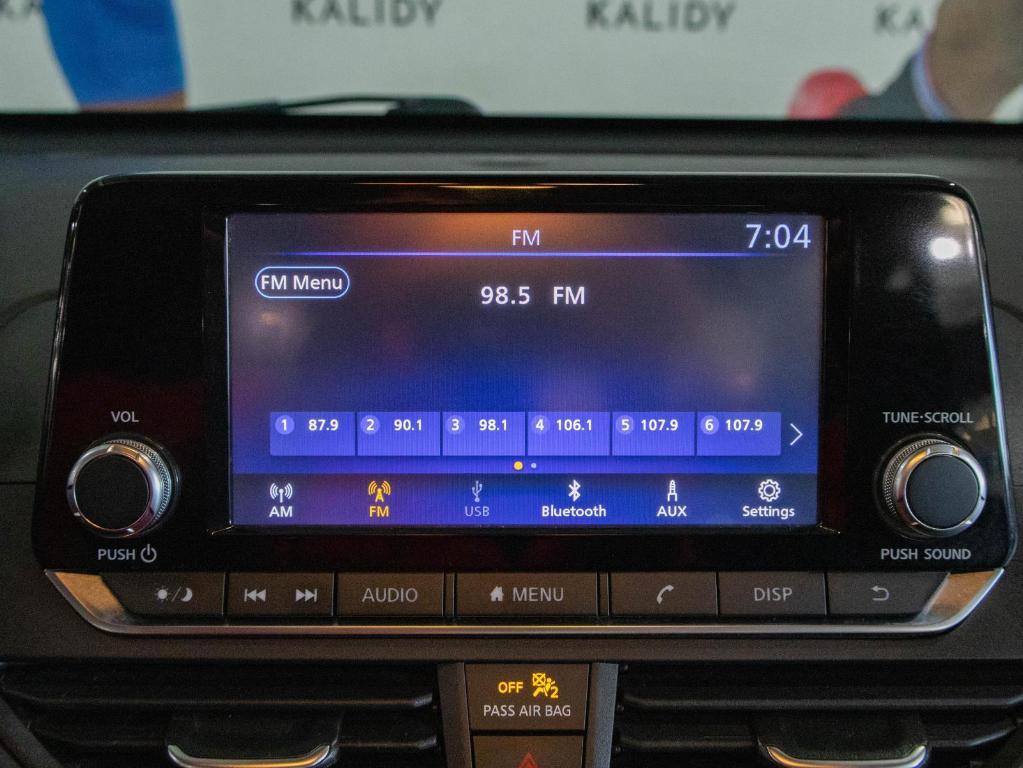 KALIDY KALIDY KA
FM 7:04
FM Menu
98.5 FM
1 87.9 2 90.1 3 98.1 4 106.1 5 107.9 6 107.9
AM FM USB Bluetooth AUX Settings
VOL
TUNE·SCROLL
PUSH
PUSH SOUND
AUDIO MENU DISP
OFF 2
PASS AIR BAG